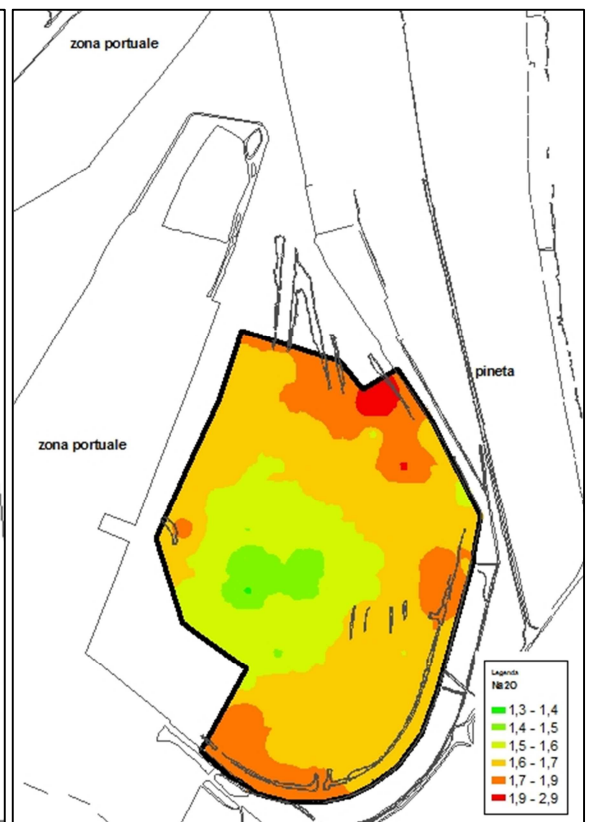 zona portuale
pineta
zona portuale
Legenda
Na2O
1,3 - 1,4
1,4 - 1,5
1,5 - 1,6
1,6 - 1,7
1,7 - 1,9
1,9 - 2,9